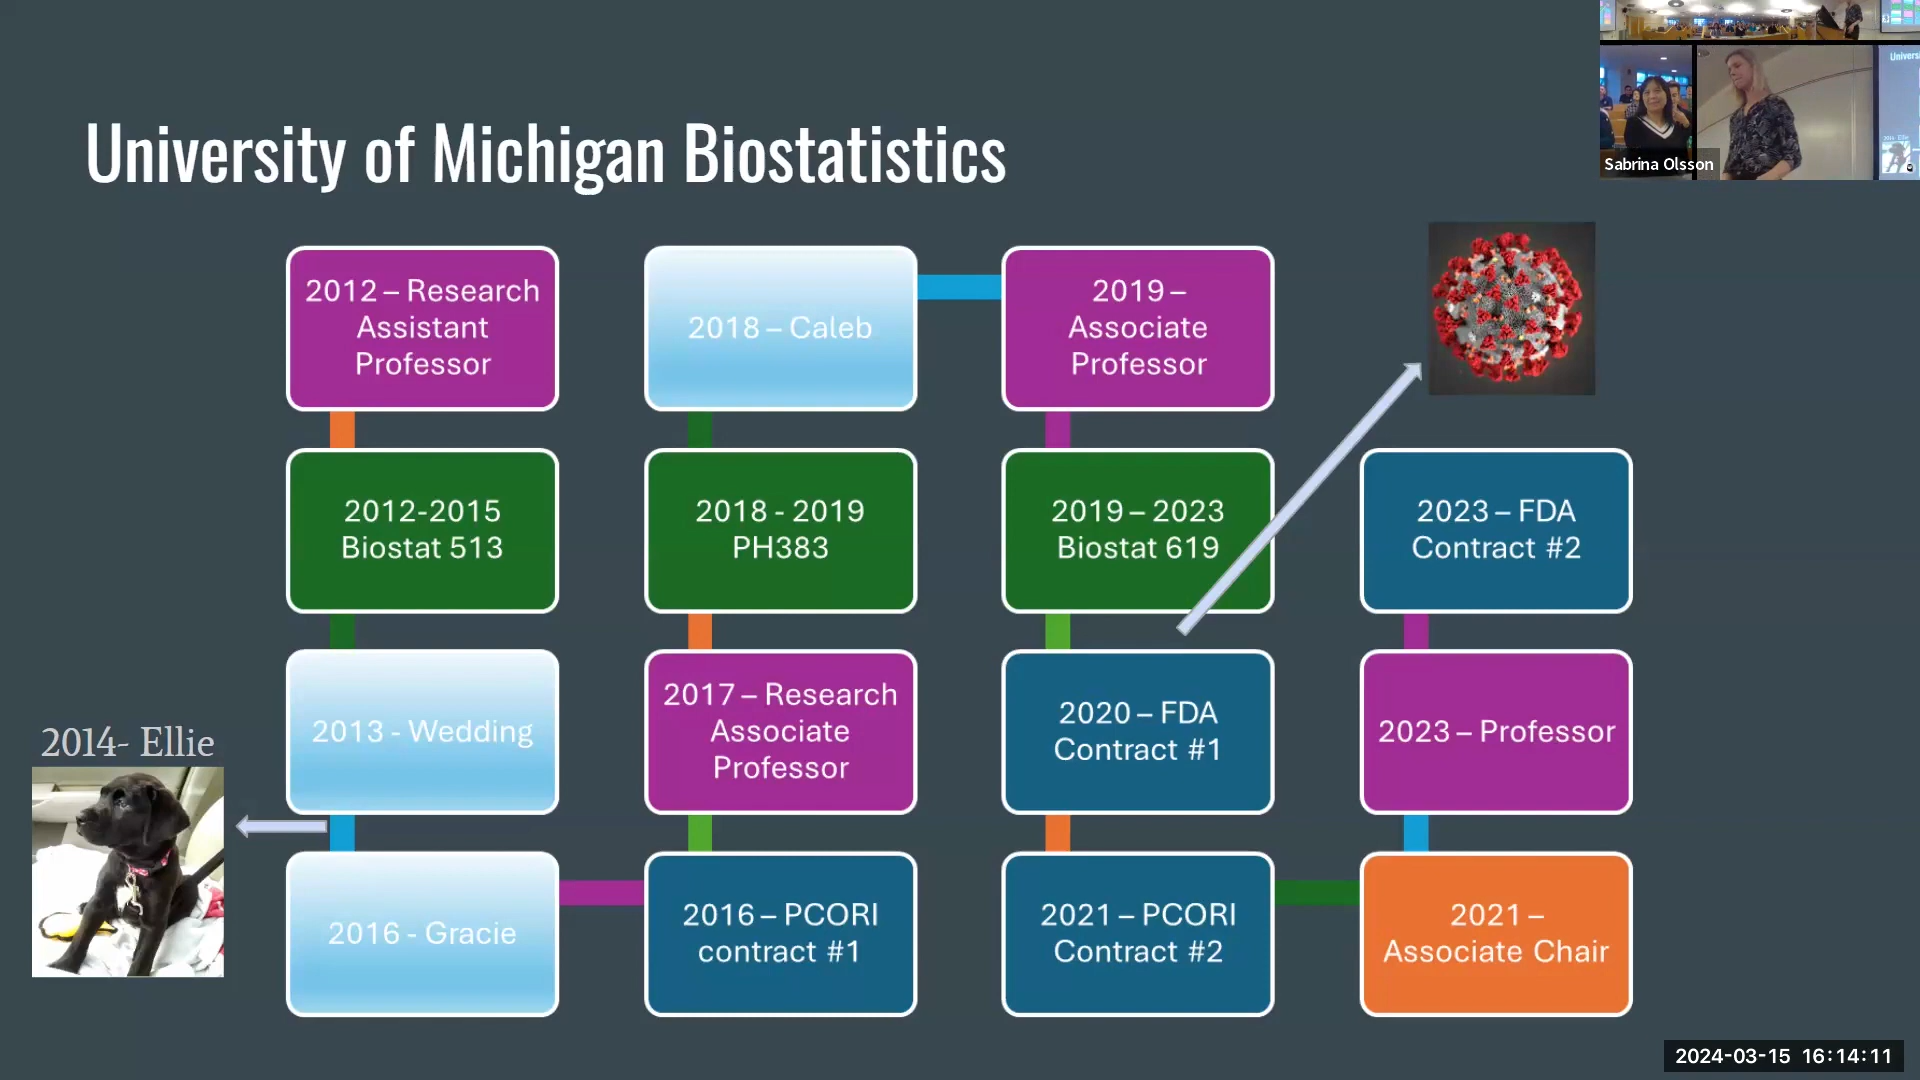 University of Michigan Biostatistics
Univers
Sabrina Olsson
2012 – Research
Assistant
Professor
2012-2015
Biostat 513
2013 - Wedding
2014- Ellie
2016 - Gracie
2016 – PCORI
contract #1
2017 – Research
Associate
Professor
2018 - 2019
PH383
2018 – Caleb
2019 –
Associate
Professor
2019 – 2023
Biostat 619
2020 – FDA
Contract #1
2021 – PCORI
Contract #2
2021 –
Associate Chair
2023 – Professor
2023 – FDA
Contract #2
2024-03-15 16:14:11